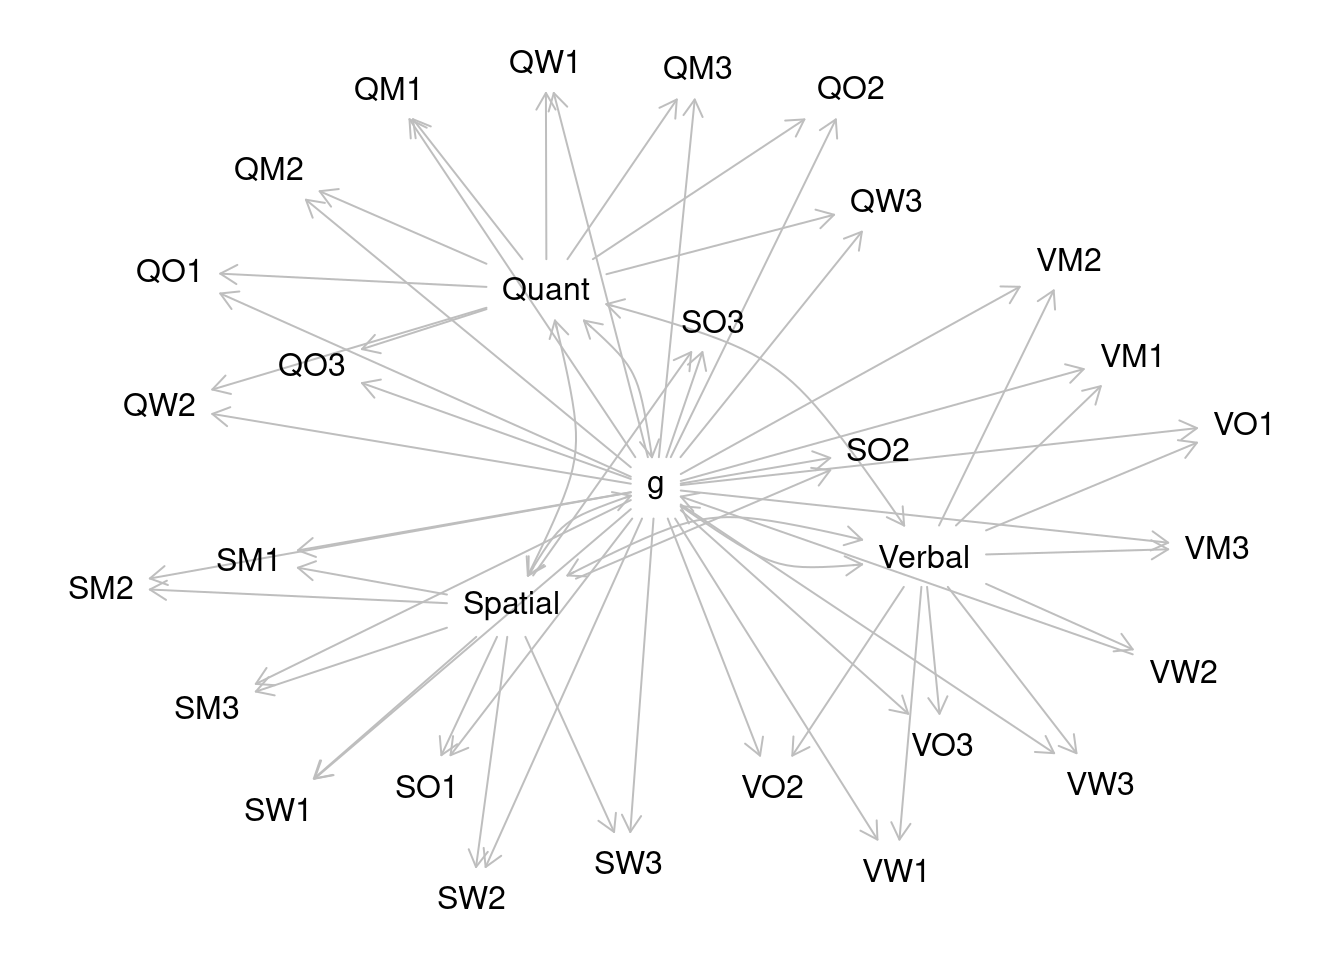 QW1
QM3
QM1
QO2
QM2
QW3
VM2
QO1
Quant
SO3
VM1
QO3
QW2
VO1
SO2
g
VM3
SM1
Verbal
SM2
Spatial
VW2
SM3
VO3
VW3
SO1
VO2
SW1
SW3
VW1
SW2